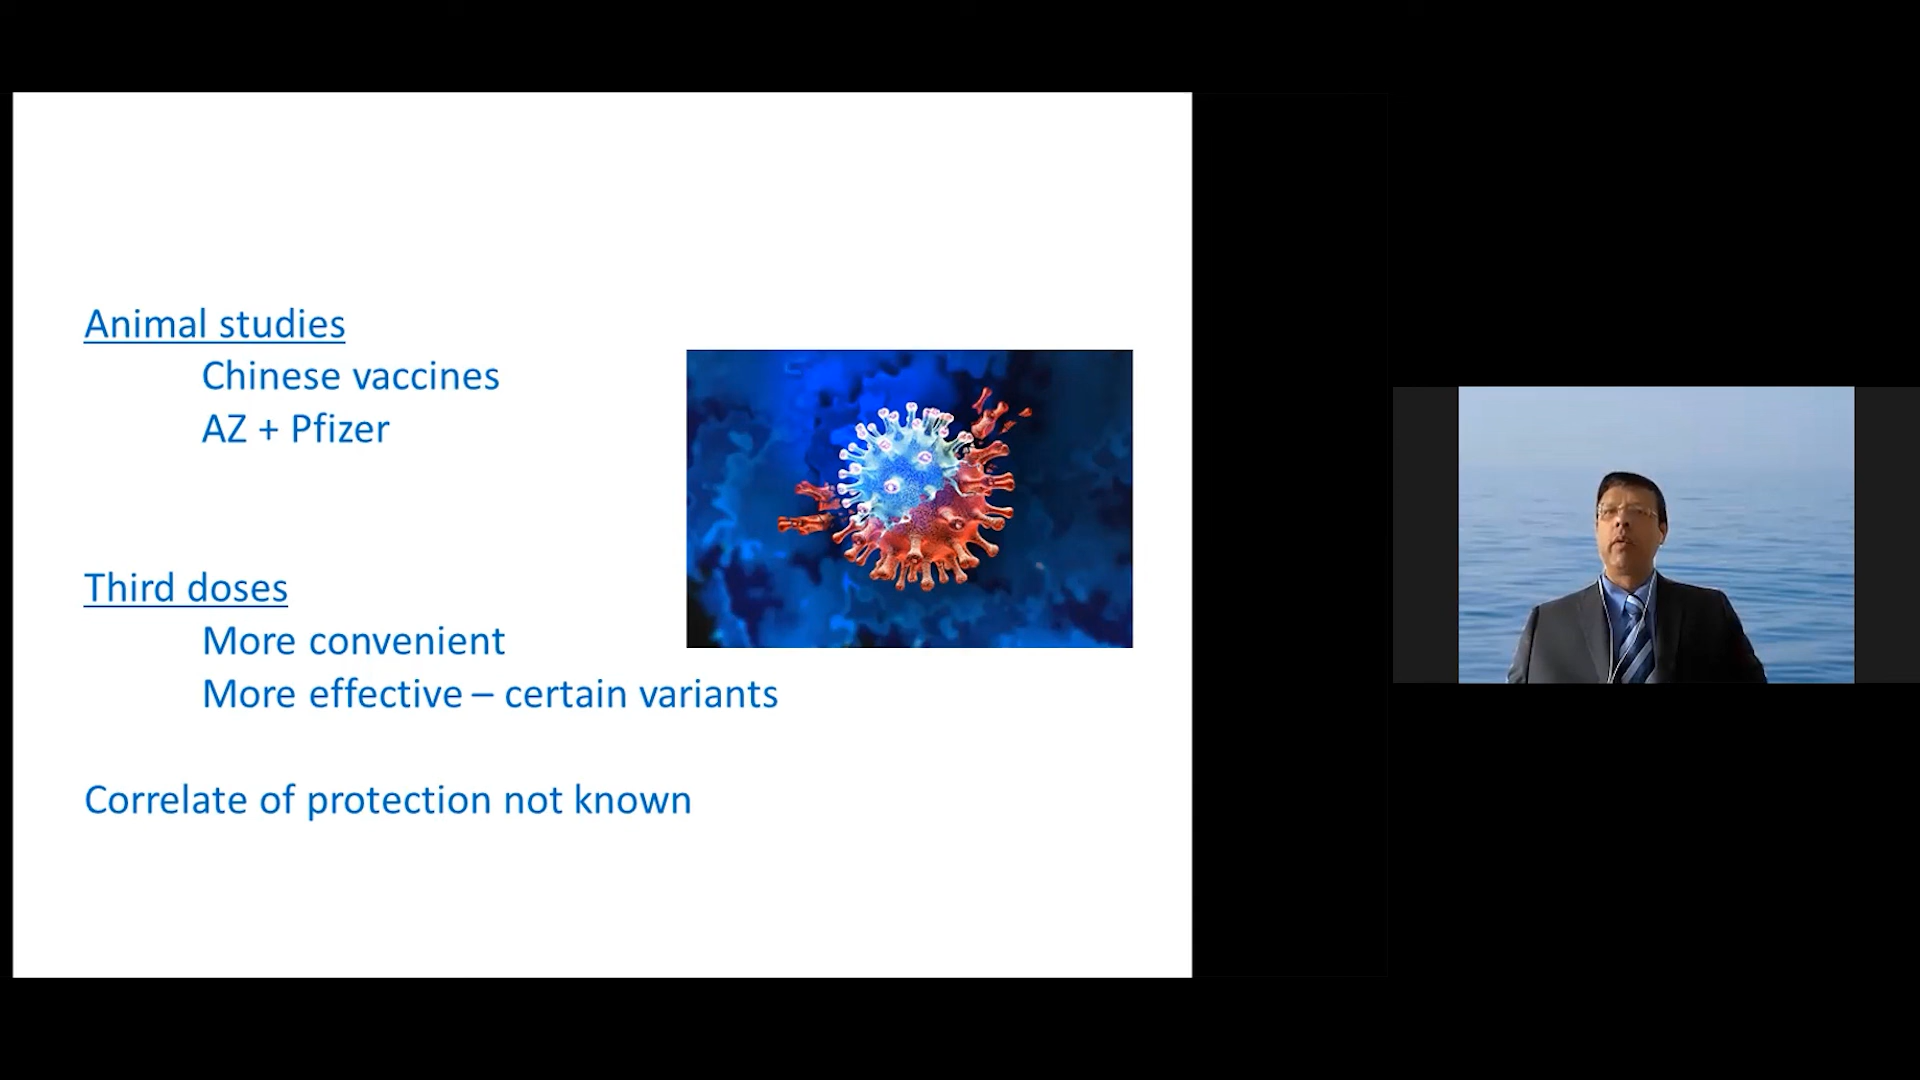 Animal studies
Chinese vaccines
AZ + Pfizer
Third doses
More convenient
More effective – certain variants
Correlate of protection not known